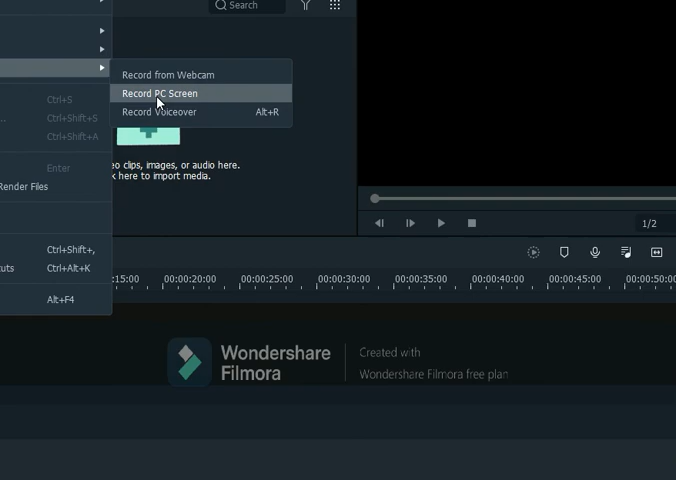 Search
Record from Webcam
Record PC Screen
Record Voiceover Alt+R
Ctrl+S
... Ctrl+Shift+S
Ctrl+Shift+A
Enter
Render Files
Ctrl+Shift+,
cuts Ctrl+Alt+K
Alt+F4
eo clips, images, or audio here.
k here to import media.
1/2
:15:00 00:00:20:00 00:00:25:00 00:00:30:00 00:00:35:00 00:00:40:00 00:00:45:00 00:00:50:00
Wondershare
Filmora
Created with
Wondershare Filmora free plan